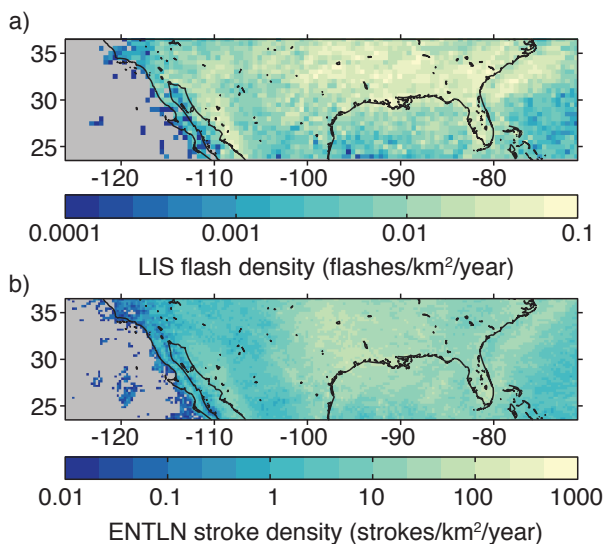 a)
35
30
25
-120 -110 -100 -90 -80
0.0001 0.001 0.01 0.1
LIS flash density (flashes/km²/year)
b)
35
30
25
-120 -110 -100 -90 -80
0.01 0.1 1 10 100 1000
ENTLN stroke density (strokes/km²/year)